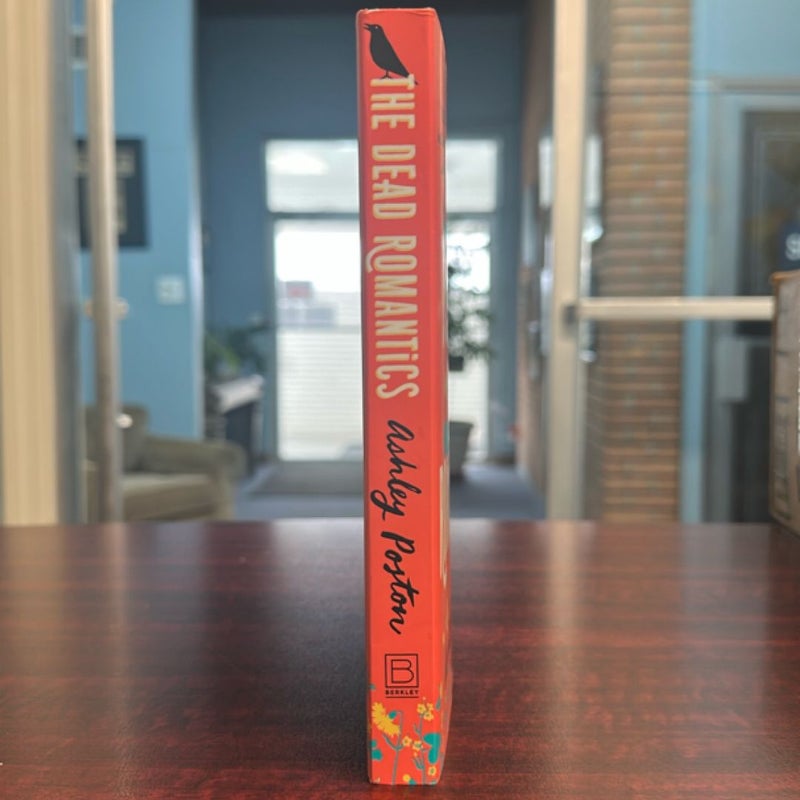 THE DEAD ROMANTiCS
Ashley Poston
B
BERKLEY